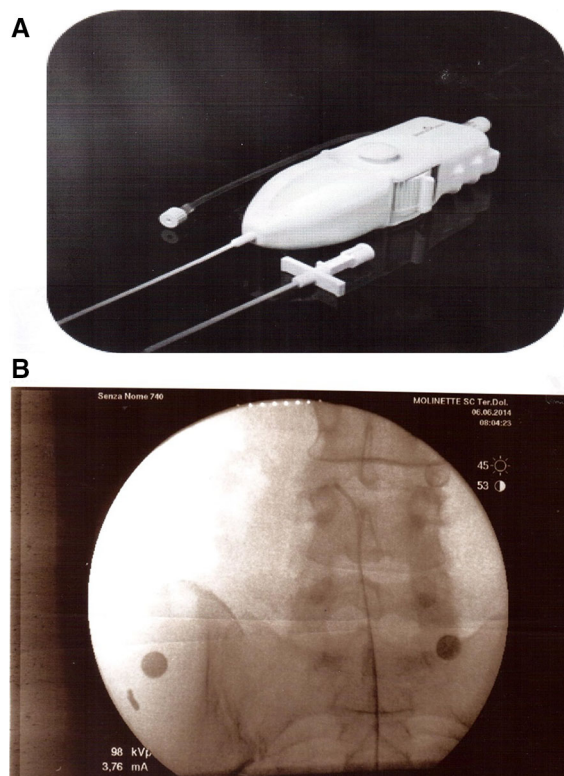 A
B
Senza Nome 740
MOLINETTE SC Ter.Dol.
06.06.2014
08:04:23
45
53
98 kVp
3,76 mA